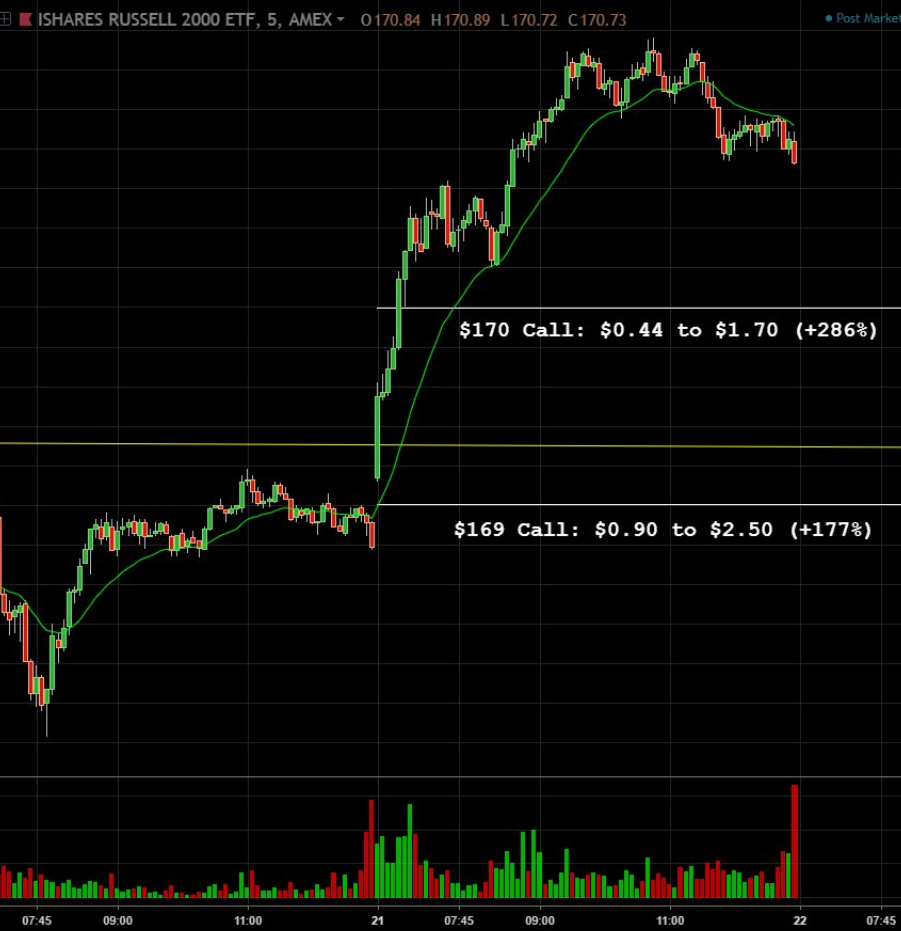 ISHARES RUSSELL 2000 ETF, 5, AMEX O170.84 H170.89 L170.72 C170.73 Post Market
$170 Call: $0.44 to $1.70 (+286%)
$169 Call: $0.90 to $2.50 (+177%)
07:45 09:00 11:00 21 07:45 09:00 11:00 22 07:45